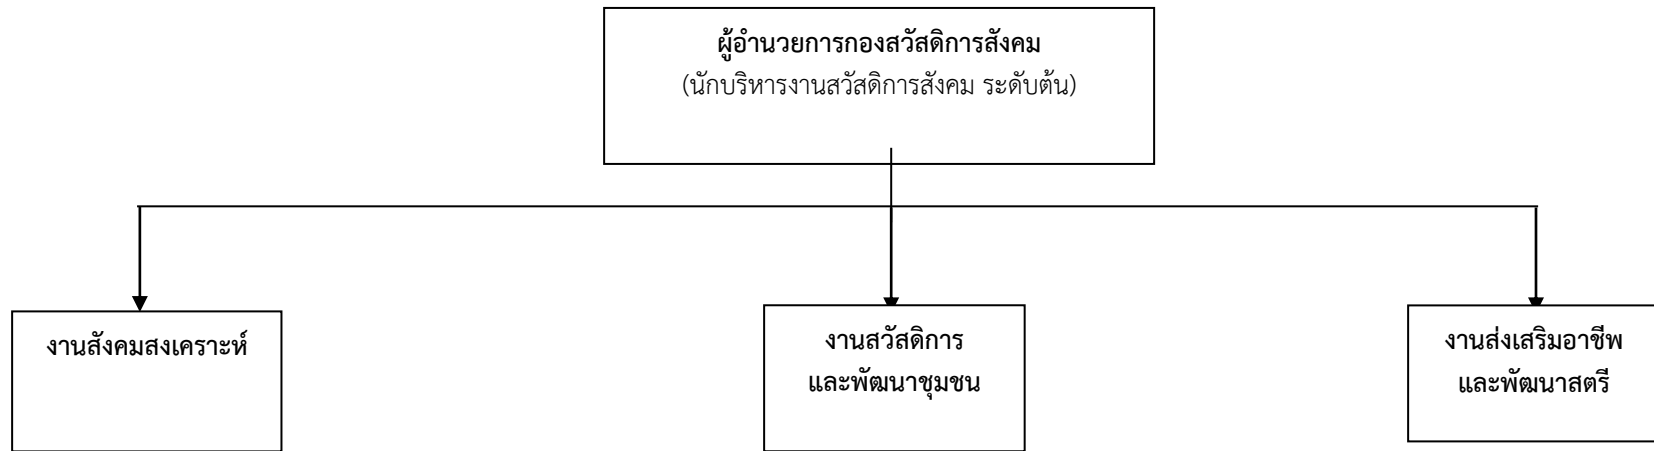 ผู้อำนวยการกองสวัสดิการสังคม
(นักบริหารงานสวัสดิการสังคม ระดับต้น)
งานสังคมสงเคราะห์
งานสวัสดิการ
และพัฒนาชุมชน
งานส่งเสริมอาชีพ
และพัฒนาสตรี